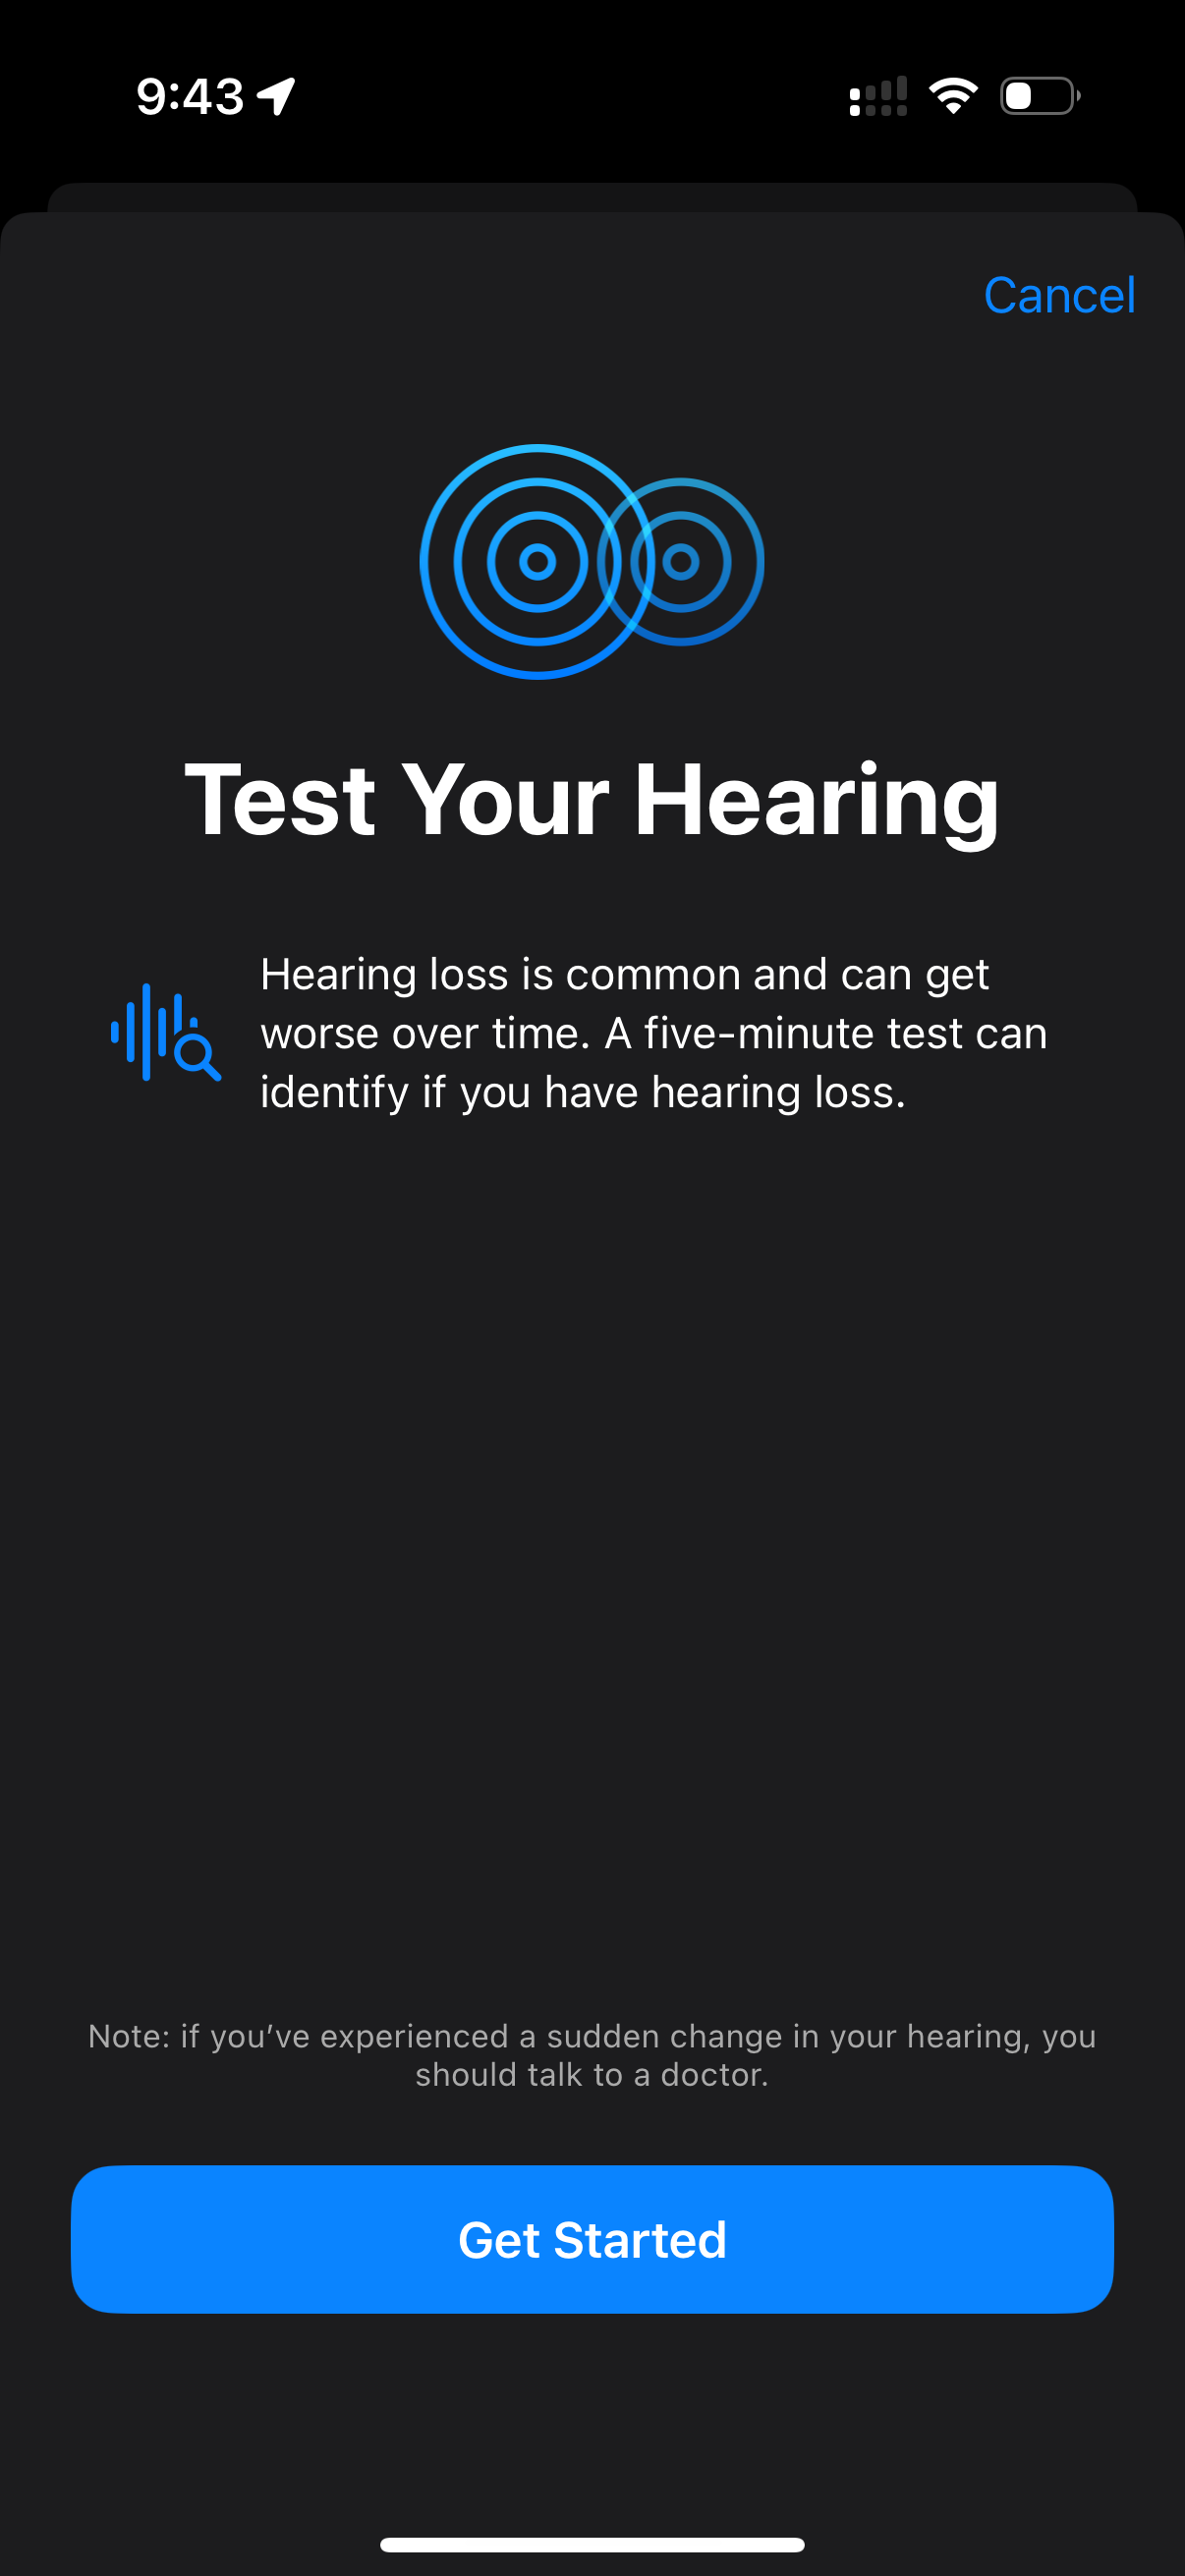 9:43
Cancel
Test Your Hearing
Hearing loss is common and can get
worse over time. A five-minute test can
identify if you have hearing loss.
Note: if you’ve experienced a sudden change in your hearing, you
should talk to a doctor.
Get Started